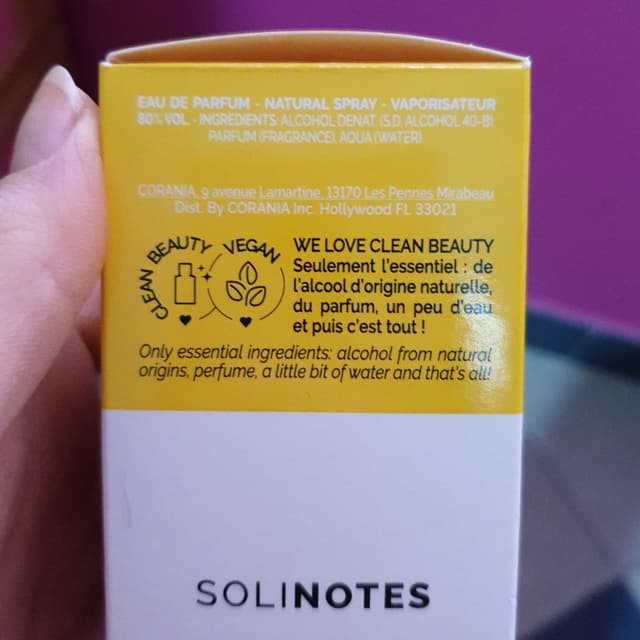 EAU DE PARFUM - NATURAL SPRAY - VAPORISATEUR
80% VOL. - INGREDIENTS: ALCOHOL DENAT (S.D. ALCOHOL 40-B),
PARFUM (FRAGRANCE), AQUA (WATER).
CORANIA, 9 avenue Lamartine, 13170 Les Pennes Mirabeau
Dist. By CORANIA Inc. Hollywood FL 33021
CLEAN BEAUTY VEGAN
WE LOVE CLEAN BEAUTY
Seulement l'essentiel : de
l'alcool d'origine naturelle,
du parfum, un peu d'eau
et puis c'est tout !
Only essential ingredients: alcohol from natural
origins, perfume, a little bit of water and that's all!
SOLINOTES